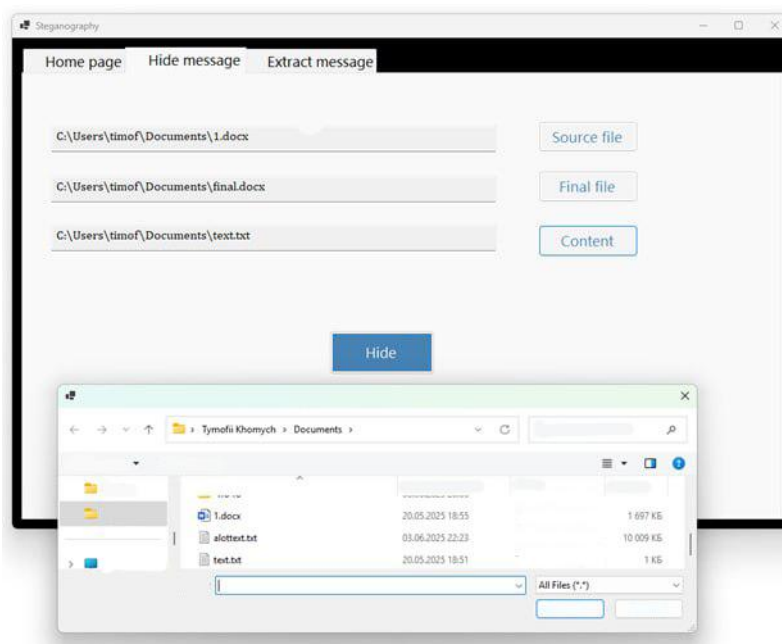 Steganography
Home page Hide message Extract message
C:\Users\timof\Documents\1.docx Source file
C:\Users\timof\Documents\final.docx Final file
C:\Users\timof\Documents\text.txt Content
Hide
Tymofii Khomych > Documents >
1.docx 20.05.2025 18:55 1 697 КБ
alottext.txt 03.06.2025 22:23 10 009 КБ
text.txt 20.05.2025 18:51 1 КБ
All Files (*.*)